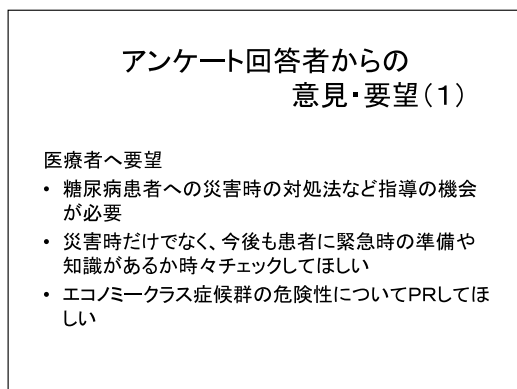 アンケート回答者からの
意見・要望(1)
医療者へ要望
• 糖尿病患者への災害時の対処法など指導の機会
が必要
• 災害時だけでなく、今後も患者に緊急時の準備や
知識があるか時々チェックしてほしい
• エコノミークラス症候群の危険性についてPRしてほ
しい